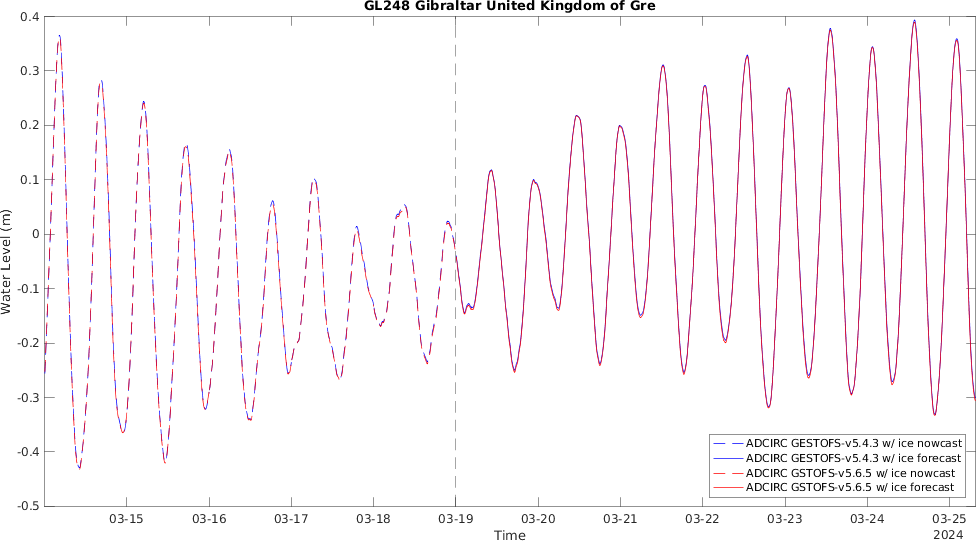 GL248 Gibraltar United Kingdom of Gre
0.4
0.3
0.2
0.1
0
-0.1
-0.2
-0.3
-0.4
-0.5
Water Level (m)
ADCIRC GESTOFS-v5.4.3 w/ ice nowcast
ADCIRC GESTOFS-v5.4.3 w/ ice forecast
ADCIRC GSTOFS-v5.6.5 w/ ice nowcast
ADCIRC GSTOFS-v5.6.5 w/ ice forecast
03-15 03-16 03-17 03-18 03-19 03-20 03-21 03-22 03-23 03-24 03-25
2024
Time